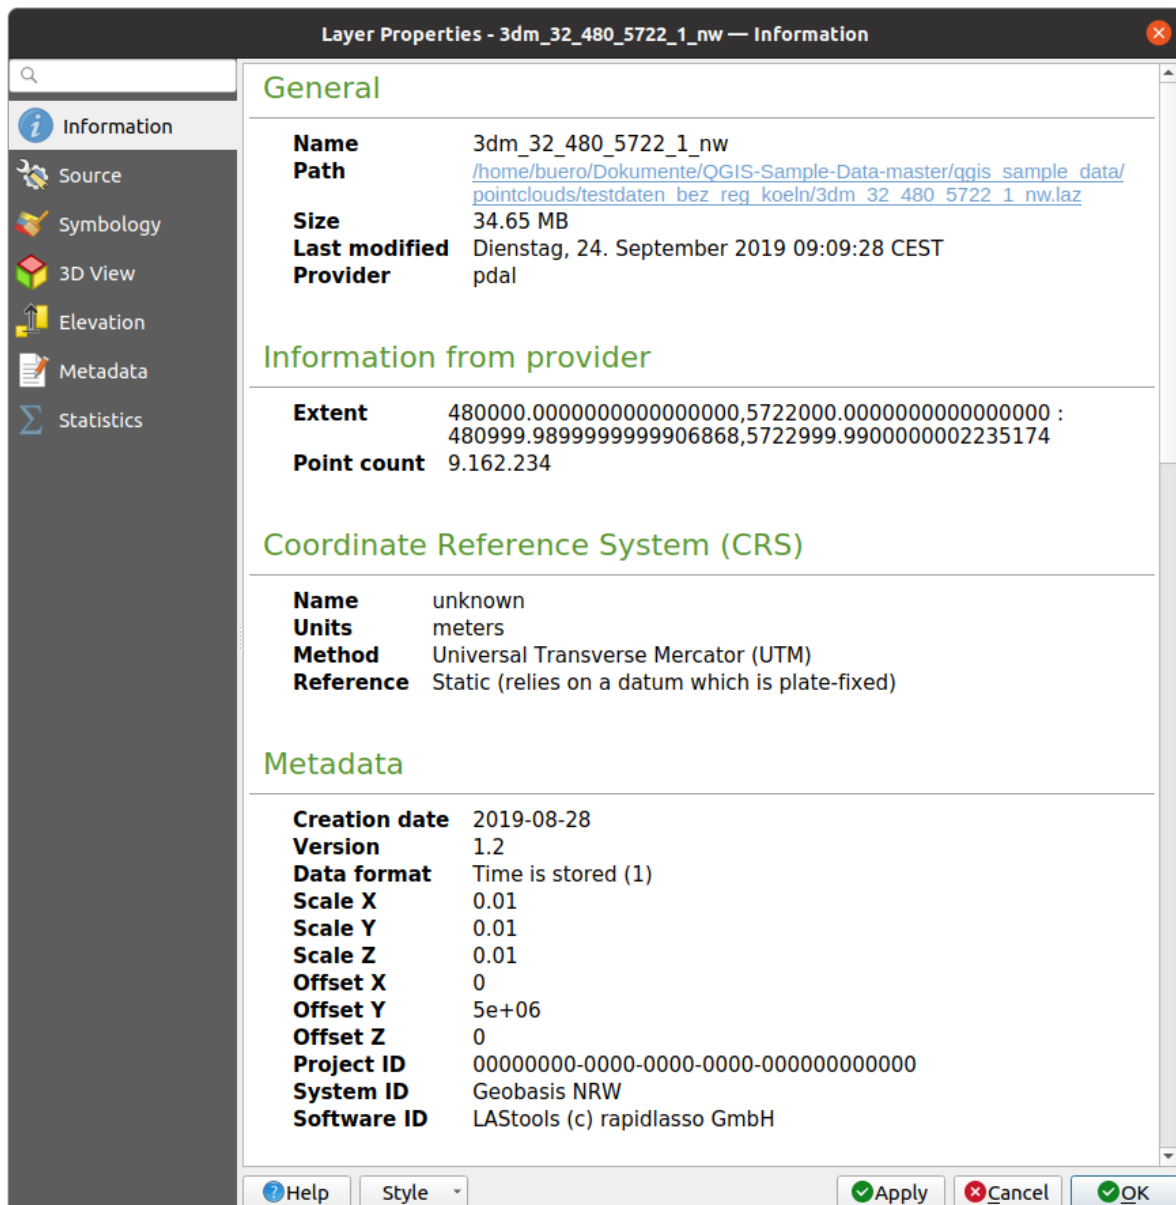 Layer Properties - 3dm_32_480_5722_1_nw — Information
Information
Source
Symbology
3D View
Elevation
Metadata
Statistics
General
Name 3dm_32_480_5722_1_nw
Path /home/buero/Dokumente/QGIS-Sample-Data-master/qgis_sample_data/
pointclouds/testdaten_bez_reg_koeln/3dm_32_480_5722_1_nw.laz
Size 34.65 MB
Last modified Dienstag, 24. September 2019 09:09:28 CEST
Provider pdal
Information from provider
Extent 480000.0000000000000000,5722000.0000000000000000 :
480999.9899999999906868,5722999.9900000002235174
Point count 9.162.234
Coordinate Reference System (CRS)
Name unknown
Units meters
Method Universal Transverse Mercator (UTM)
Reference Static (relies on a datum which is plate-fixed)
Metadata
Creation date 2019-08-28
Version 1.2
Data format Time is stored (1)
Scale X 0.01
Scale Y 0.01
Scale Z 0.01
Offset X 0
Offset Y 5e+06
Offset Z 0
Project ID 00000000-0000-0000-0000-000000000000
System ID Geobasis NRW
Software ID LAStools (c) rapidlasso GmbH
Help Style Apply Cancel OK